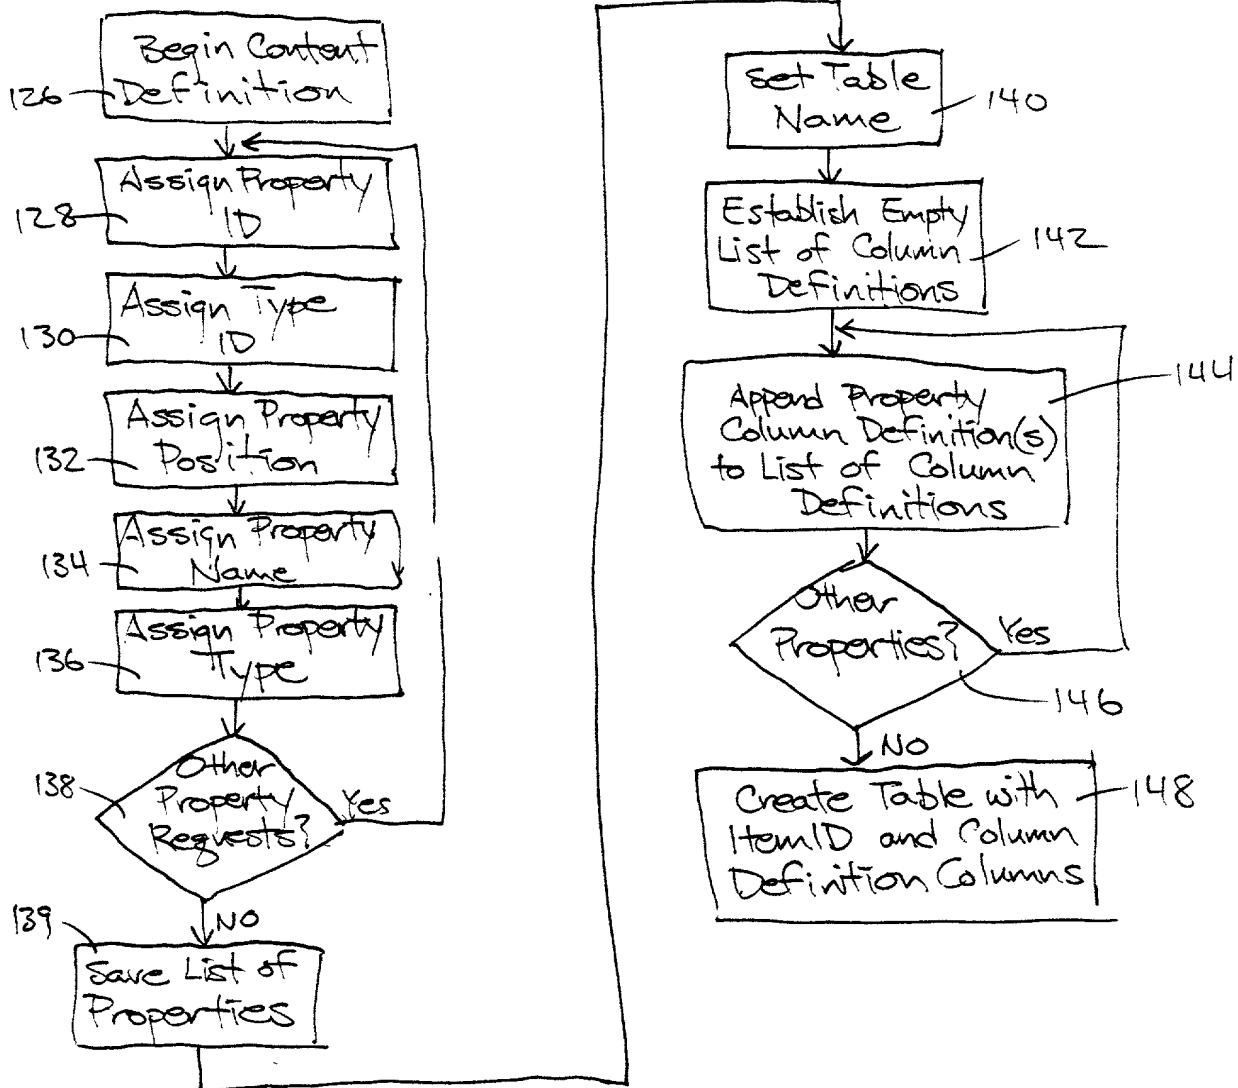 Begin Content
126
Definition
Assign Property
128
ID
Assign Type
130
ID
Assign Property
132
Position
Assign Property
134
Name
Assign Property
136
Type
138
Other
Property
Requests?
Yes
139
NO
Save List of
Properties
Set Table
140
Name
Establish Empty
142
List of Column
Definitions
144
Append Property
Column Definition(s)
to List of Column
Definitions
Other
Properties?
Yes
146
NO
Create Table with
148
ItemID and Column
Definition Columns